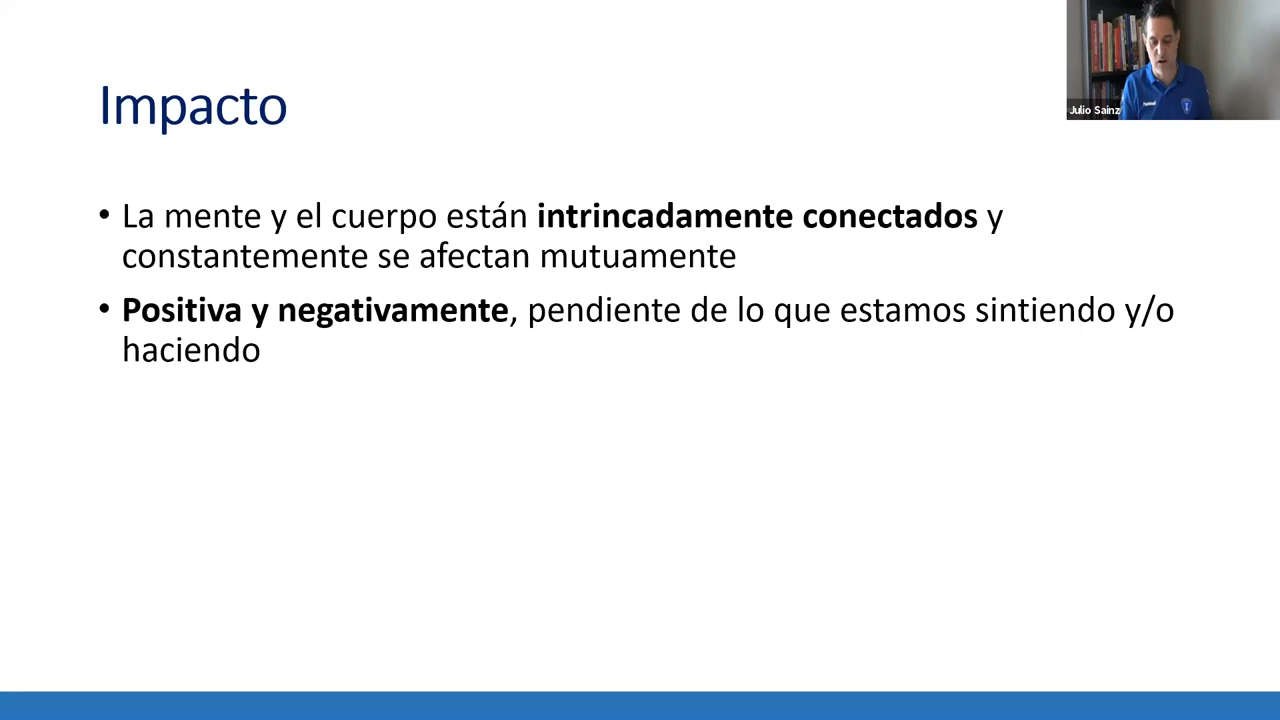 Impacto
• La mente y el cuerpo están intrincadamente conectados y
constantemente se afectan mutuamente
• Positiva y negativamente, pendiente de lo que estamos sintiendo y/o
haciendo
Julio Sainz
hummel